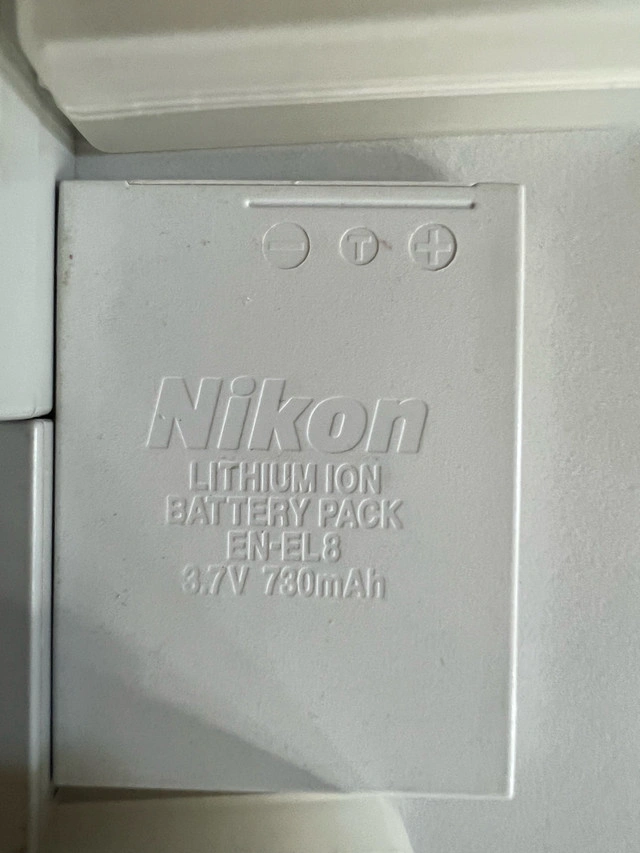 − T +
Nikon
LITHIUM ION
BATTERY PACK
EN-EL8
3.7V 730mAh